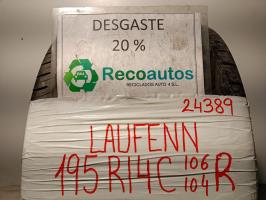 DESGASTE
20 %
Recoautos
RECICLADOS AUTO 4 S.L.
24389
LAUFENN
195 R14C 106 R
104